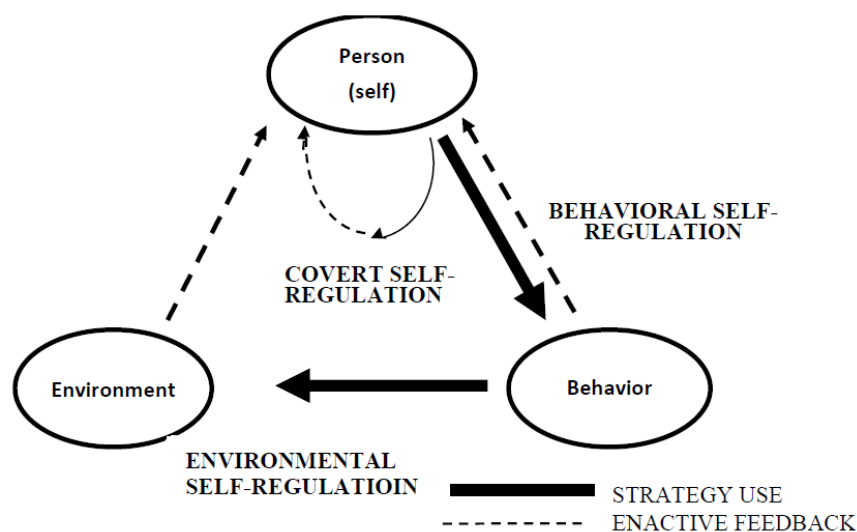 Person
(self)
BEHAVIORAL SELF-
REGULATION
COVERT SELF-
REGULATION
Environment
Behavior
ENVIRONMENTAL
SELF-REGULATIOIN
STRATEGY USE
ENACTIVE FEEDBACK